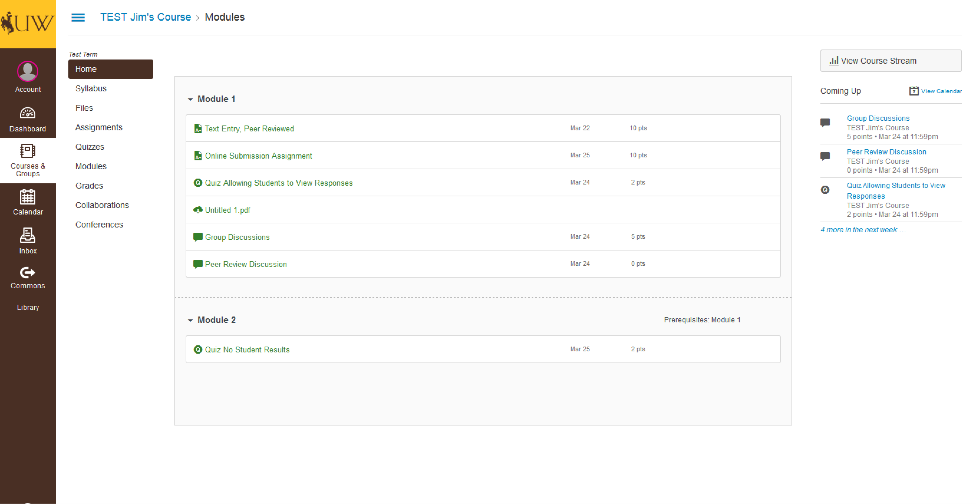 UW
TEST Jim's Course > Modules
Account
Dashboard
Courses &
Groups
Calendar
Inbox
Commons
Library
Test Term
Home
Syllabus
Files
Assignments
Quizzes
Modules
Grades
Collaborations
Conferences
Module 1
Text Entry, Peer Reviewed Mar 22 10 pts
Online Submission Assignment Mar 25 10 pts
Quiz Allowing Students to View Responses Mar 24 2 pts
Untitled 1.pdf
Group Discussions Mar 24 5 pts
Peer Review Discussion Mar 24 0 pts
Module 2 Prerequisites: Module 1
Quiz No Student Results Mar 25 2 pts
View Course Stream
Coming Up View Calendar
Group Discussions
TEST Jim's Course
5 points • Mar 24 at 11:59pm
Peer Review Discussion
TEST Jim's Course
0 points • Mar 24 at 11:59pm
Quiz Allowing Students to View
Responses
TEST Jim's Course
2 points • Mar 24 at 11:59pm
4 more in the next week